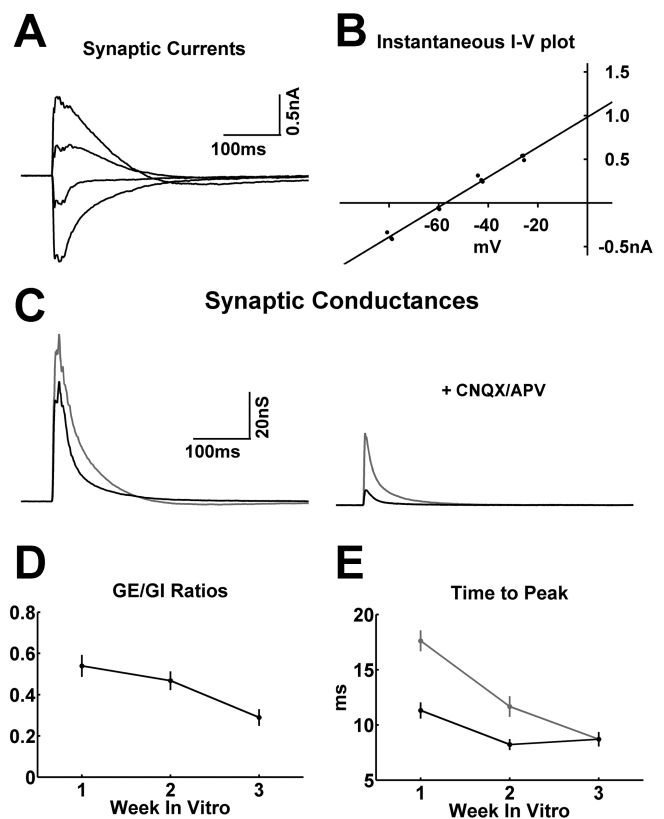 A
Synaptic Currents
0.5nA
100ms
B
Instantaneous I-V plot
1.5
1.0
0.5
-60 -40 -20
mV
-0.5nA
C
Synaptic Conductances
20nS
100ms
+ CNQX/APV
D
GE/GI Ratios
0.8
0.6
0.4
0.2
0
1 2 3
Week In Vitro
E
Time to Peak
20
15
10
5
ms
1 2 3
Week In Vitro